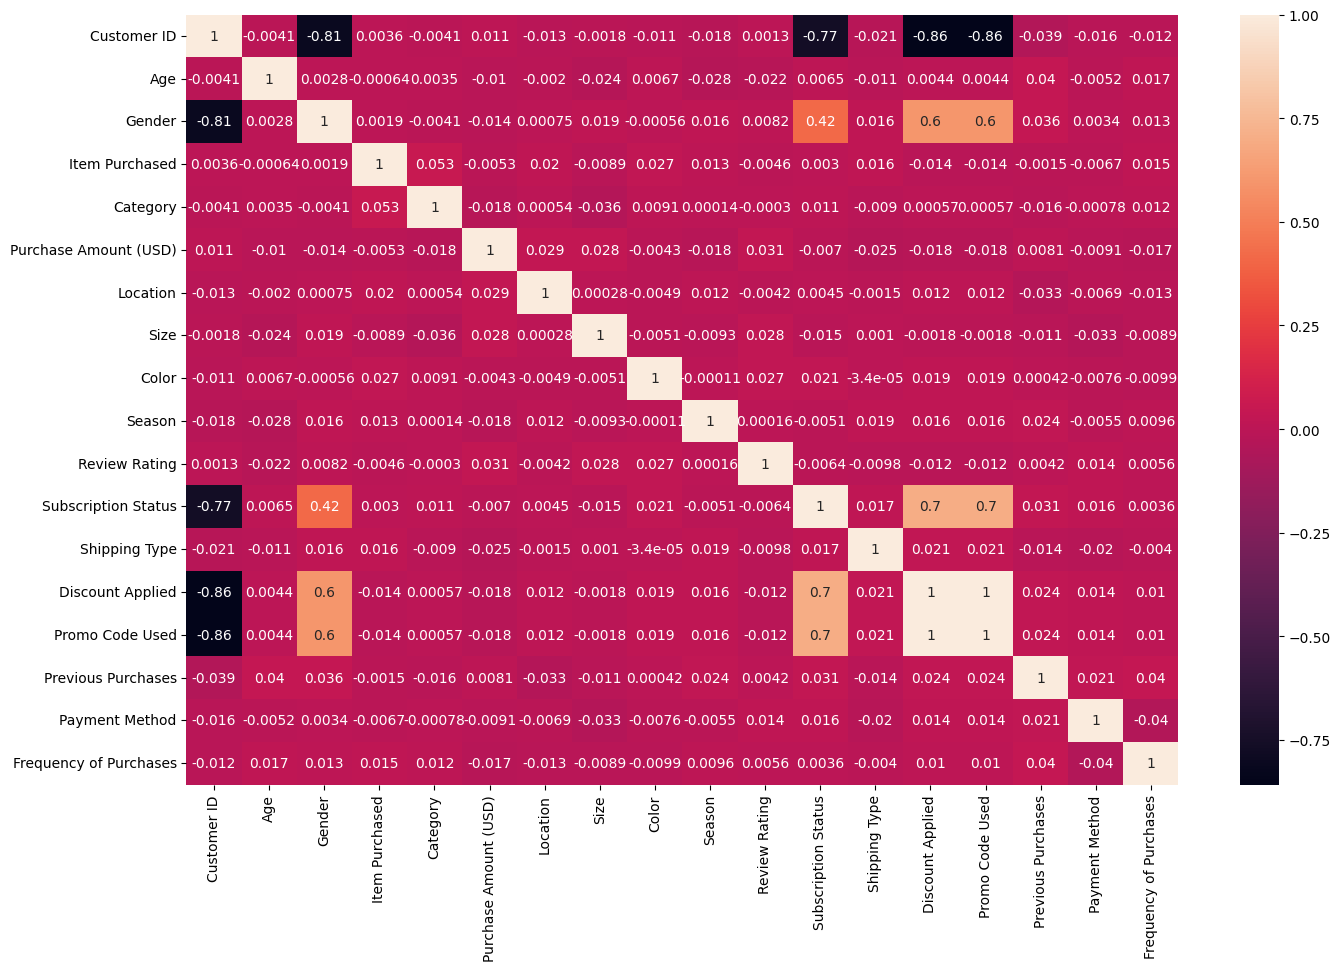 Customer ID 1 -0.0041 -0.81 0.0036 -0.0041 0.011 -0.013 -0.0018 -0.011 -0.018 0.0013 -0.77 -0.021 -0.86 -0.86 -0.039 -0.016 -0.012
Age -0.0041 1 0.0028 -0.00064 0.0035 -0.01 -0.002 -0.024 0.0067 -0.028 -0.022 0.0065 -0.011 0.0044 0.0044 0.04 -0.0052 0.017
Gender -0.81 0.0028 1 0.0019 -0.0041 -0.014 0.00075 0.019 -0.00056 0.016 0.0082 0.42 0.016 0.6 0.6 0.036 0.0034 0.013
Item Purchased 0.0036 -0.00064 0.0019 1 0.053 -0.0053 0.02 -0.0089 0.027 0.013 -0.0046 0.003 0.016 -0.014 -0.014 -0.0015 -0.0067 0.015
Category -0.0041 0.0035 -0.0041 0.053 1 -0.018 0.00054 -0.036 0.0091 0.00014 -0.0003 0.011 -0.009 0.00057 0.00057 -0.016 -0.00078 0.012
Purchase Amount (USD) 0.011 -0.01 -0.014 -0.0053 -0.018 1 0.029 0.028 -0.0043 -0.018 0.031 -0.007 -0.025 -0.018 -0.018 0.0081 -0.0091 -0.017
Location -0.013 -0.002 0.00075 0.02 0.00054 0.029 1 0.00028 -0.0049 0.012 -0.0042 0.0045 -0.0015 0.012 0.012 -0.033 -0.0069 -0.013
Size -0.0018 -0.024 0.019 -0.0089 -0.036 0.028 0.00028 1 -0.0051 -0.0093 0.028 -0.015 0.001 -0.0018 -0.0018 -0.011 -0.033 -0.0089
Color -0.011 0.0067 -0.00056 0.027 0.0091 -0.0043 -0.0049 -0.0051 1 -0.00011 0.027 0.021 -3.4e-05 0.019 0.019 0.00042 -0.0076 -0.0099
Season -0.018 -0.028 0.016 0.013 0.00014 -0.018 0.012 -0.0093 -0.00011 1 0.00016 -0.0051 0.019 0.016 0.016 0.024 -0.0055 0.0096
Review Rating 0.0013 -0.022 0.0082 -0.0046 -0.0003 0.031 -0.0042 0.028 0.027 0.00016 1 -0.0064 -0.0098 -0.012 -0.012 0.0042 0.014 0.0056
Subscription Status -0.77 0.0065 0.42 0.003 0.011 -0.007 0.0045 -0.015 0.021 -0.0051 -0.0064 1 0.017 0.7 0.7 0.031 0.016 0.0036
Shipping Type -0.021 -0.011 0.016 0.016 -0.009 -0.025 -0.0015 0.001 -3.4e-05 0.019 -0.0098 0.017 1 0.021 0.021 -0.014 -0.02 -0.004
Discount Applied -0.86 0.0044 0.6 -0.014 0.00057 -0.018 0.012 -0.0018 0.019 0.016 -0.012 0.7 0.021 1 1 0.024 0.014 0.01
Promo Code Used -0.86 0.0044 0.6 -0.014 0.00057 -0.018 0.012 -0.0018 0.019 0.016 -0.012 0.7 0.021 1 1 0.024 0.014 0.01
Previous Purchases -0.039 0.04 0.036 -0.0015 -0.016 0.0081 -0.033 -0.011 0.00042 0.024 0.0042 0.031 -0.014 0.024 0.024 1 0.021 0.04
Payment Method -0.016 -0.0052 0.0034 -0.0067 -0.00078 -0.0091 -0.0069 -0.033 -0.0076 -0.0055 0.014 0.016 -0.02 0.014 0.014 0.021 1 -0.04
Frequency of Purchases -0.012 0.017 0.013 0.015 0.012 -0.017 -0.013 -0.0089 -0.0099 0.0096 0.0056 0.0036 -0.004 0.01 0.01 0.04 -0.04 1
Customer ID
Age
Gender
Item Purchased
Category
Purchase Amount (USD)
Location
Size
Color
Season
Review Rating
Subscription Status
Shipping Type
Discount Applied
Promo Code Used
Previous Purchases
Payment Method
Frequency of Purchases
1.00
0.75
0.50
0.25
0.00
−0.25
−0.50
−0.75